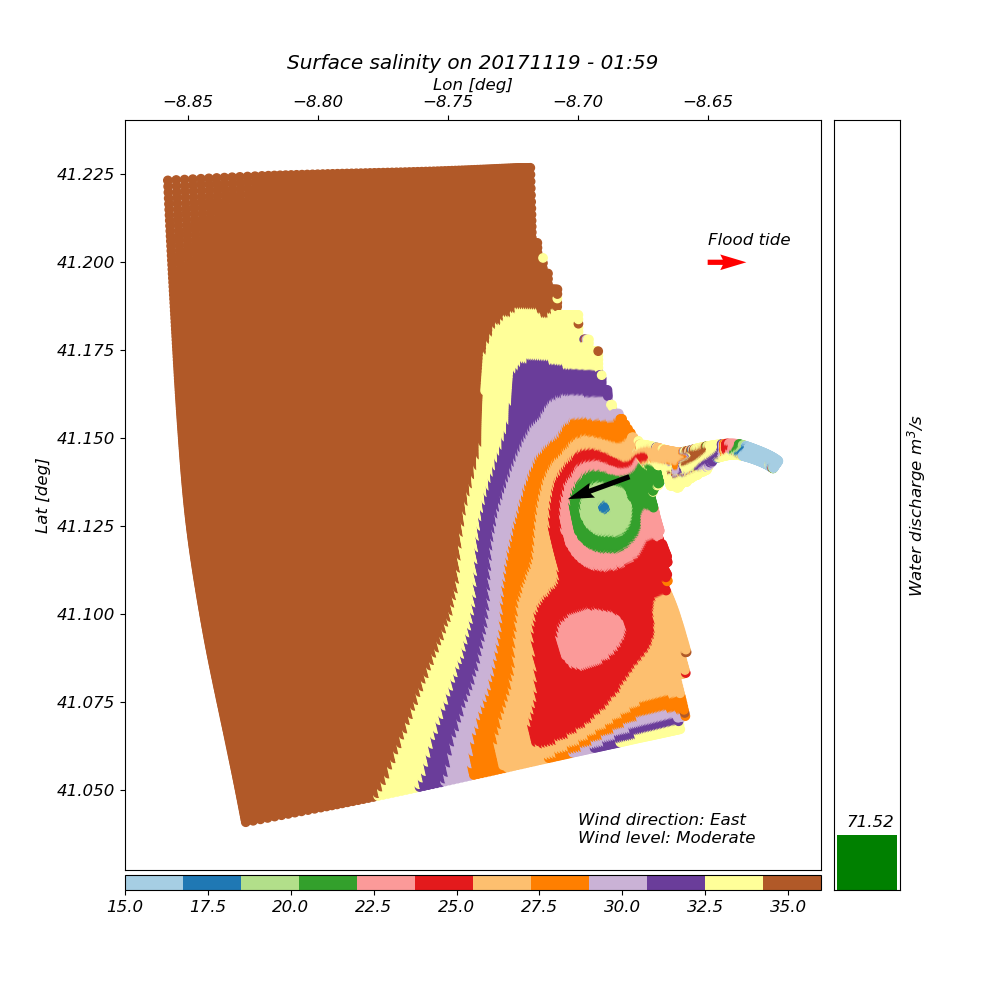 Surface salinity on 20171119 - 01:59
Lon [deg]
−8.85 −8.80 −8.75 −8.70 −8.65
41.225
41.200
41.175
41.150
41.125
41.100
41.075
41.050
Lat [deg]
Flood tide
Wind direction: East
Wind level: Moderate
71.52
Water discharge m³/s
15.0 17.5 20.0 22.5 25.0 27.5 30.0 32.5 35.0